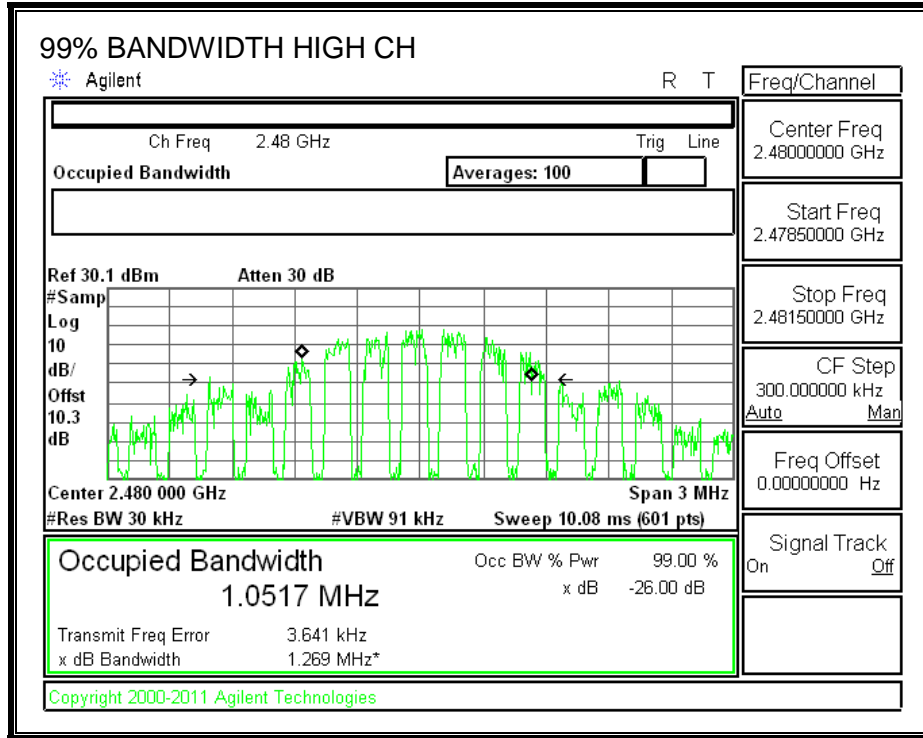 99% BANDWIDTH HIGH CH
Agilent R T
Freq/Channel
Ch Freq 2.48 GHz Trig Line
Occupied Bandwidth Averages: 100
Center Freq
2.48000000 GHz
Start Freq
2.47850000 GHz
Stop Freq
2.48150000 GHz
CF Step
300.000000 kHz
Auto Man
Freq Offset
0.00000000 Hz
Signal Track
On Off
Ref 30.1 dBm Atten 30 dB
#Samp
Log
10
dB/
Offst
10.3
dB
Center 2.480 000 GHz Span 3 MHz
#Res BW 30 kHz #VBW 91 kHz Sweep 10.08 ms (601 pts)
Occupied Bandwidth Occ BW % Pwr 99.00 %
1.0517 MHz x dB -26.00 dB
Transmit Freq Error 3.641 kHz
x dB Bandwidth 1.269 MHz*
Copyright 2000-2011 Agilent Technologies